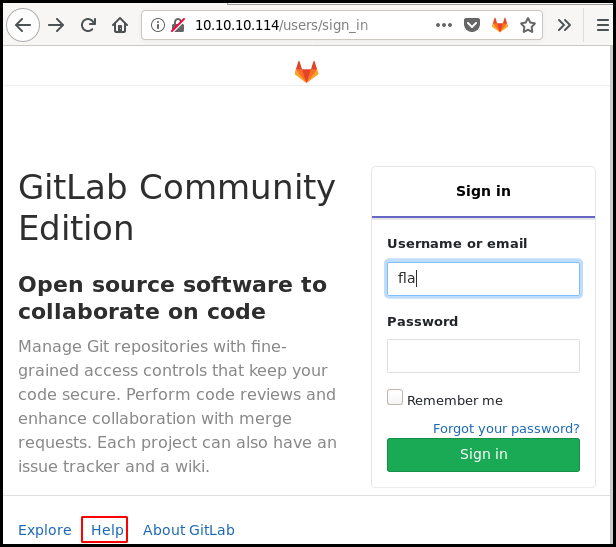 10.10.10.114/users/sign_in
GitLab Community
Edition
Open source software to
collaborate on code
Manage Git repositories with fine-
grained access controls that keep your
code secure. Perform code reviews and
enhance collaboration with merge
requests. Each project can also have an
issue tracker and a wiki.
Sign in
Username or email
fla
Password
Remember me
Forgot your password?
Sign in
Explore Help About GitLab